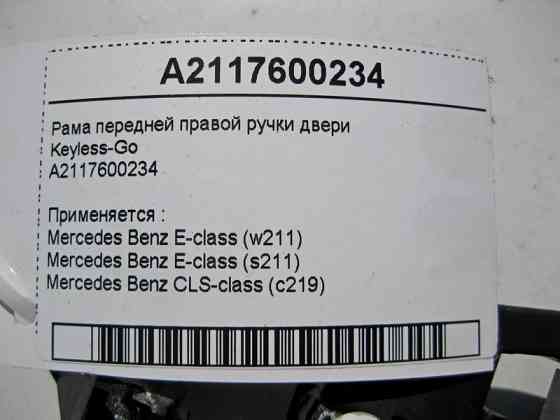 A2117600234
Рама передней правой ручки двери
Keyless-Go
A2117600234
Применяется :
Mercedes Benz E-class (w211)
Mercedes Benz E-class (s211)
Mercedes Benz CLS-class (c219)